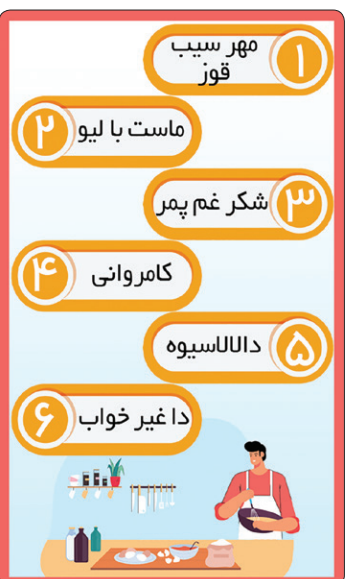 ۱
مهر سیب
قوز
۲
ماست با لیو
۳
شکر غم پمر
۴
کامروانی
۵
دالالاسیوه
۶
دا غیر خواب